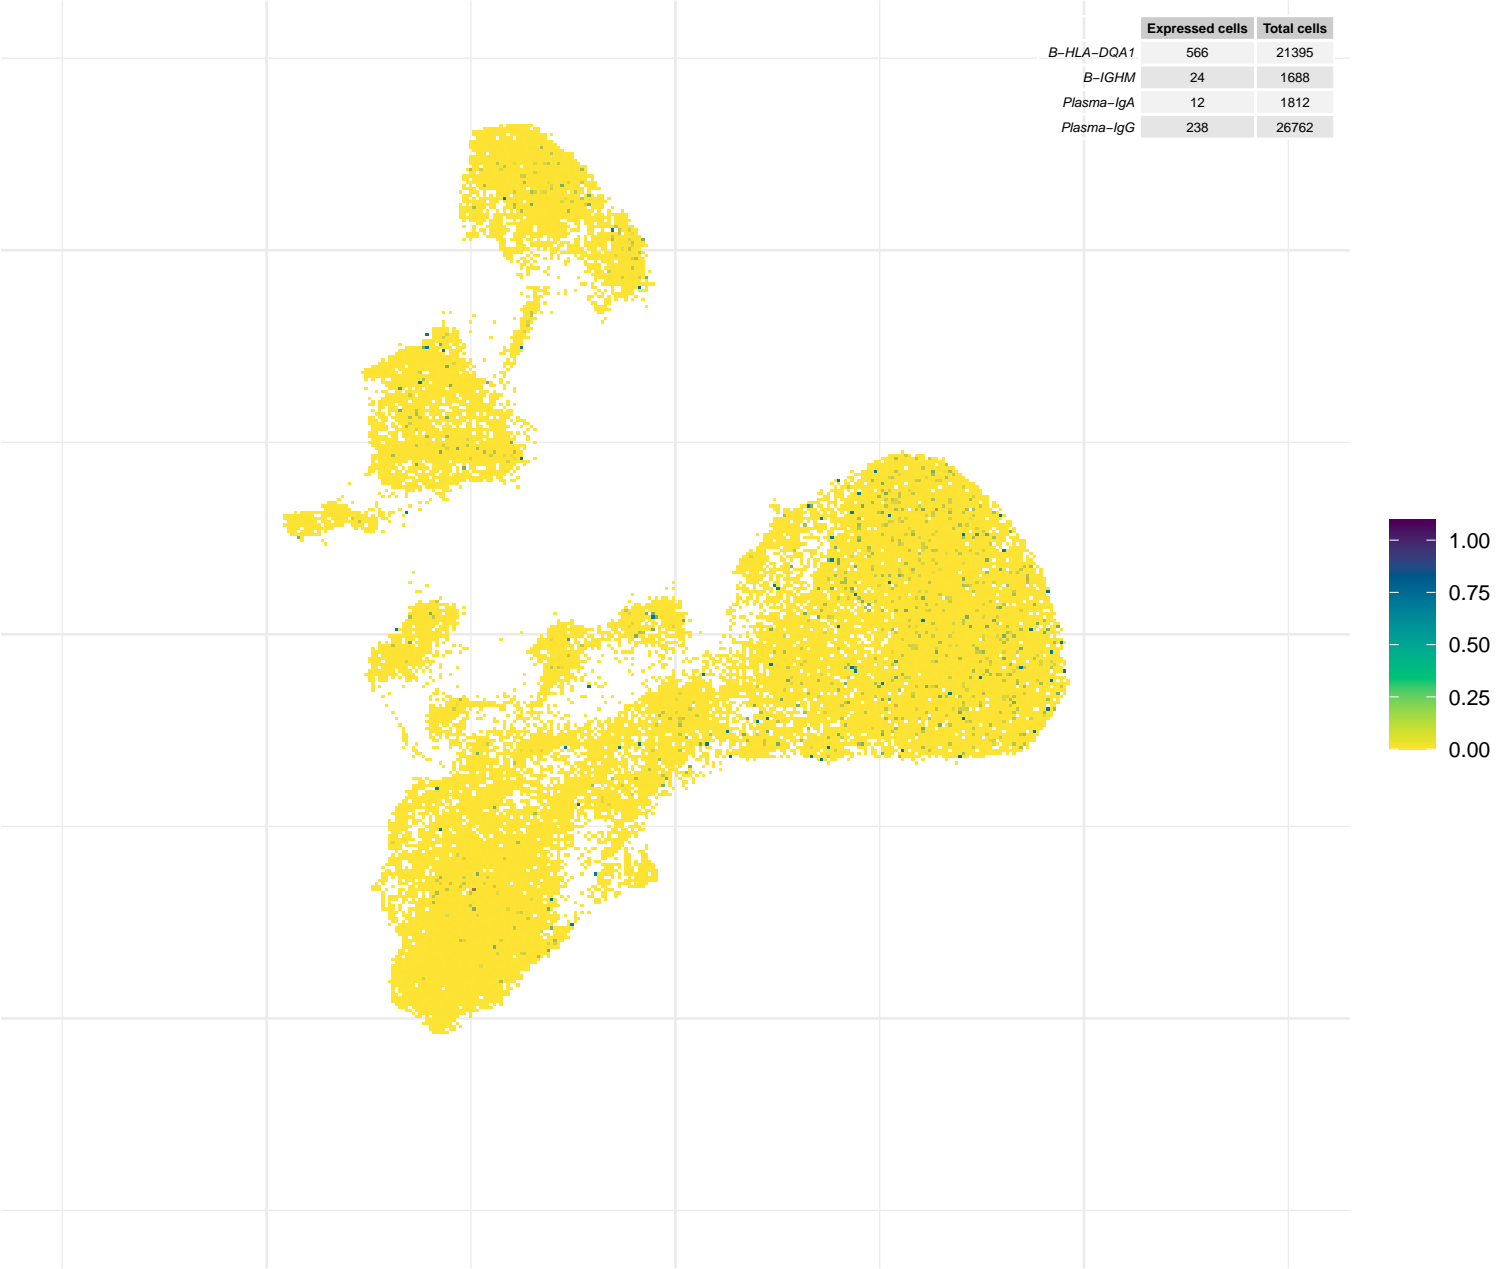 Expressed cells Total cells
B−HLA−DQA1 566 21395
B−IGHM 24 1688
Plasma−IgA 12 1812
Plasma−IgG 238 26762
1.00
0.75
0.50
0.25
0.00